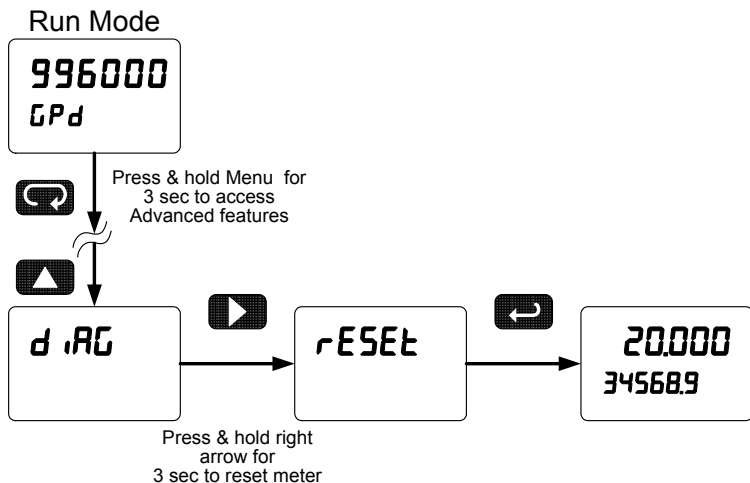 Run Mode
996000
GPd
Press & hold Menu for
3 sec to access
Advanced features
diAG
rESEt
20.000
34568.9
Press & hold right
arrow for
3 sec to reset meter